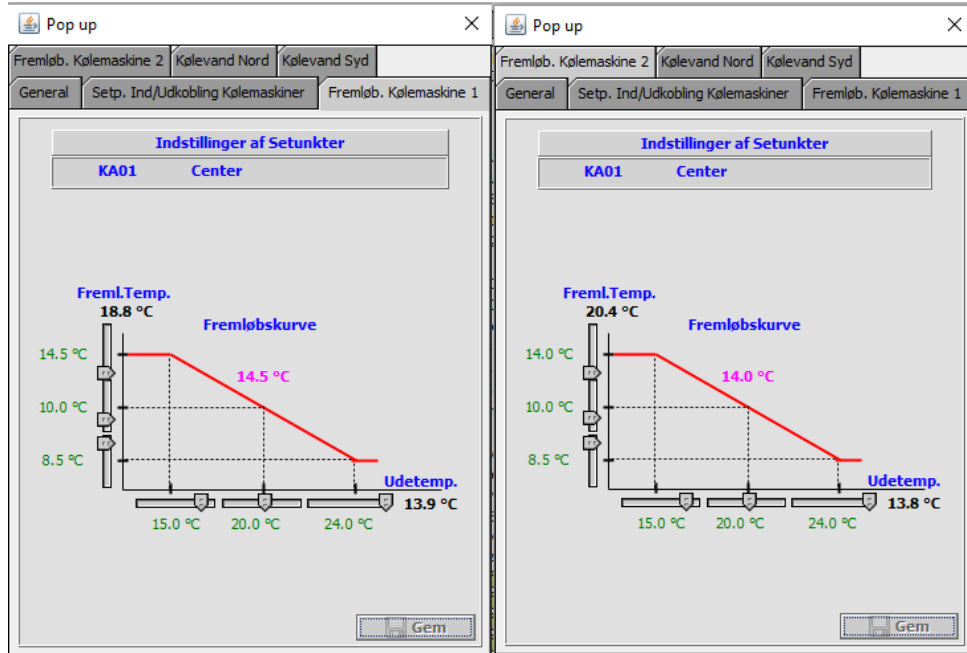 Pop up
Fremløb. Kølemaskine 2 Kølevand Nord Kølevand Syd
General Setp. Ind/Udkobling Kølemaskiner Fremløb. Kølemaskine 1
Indstillinger af Setunkter
KA01 Center
Freml.Temp.
18.8 °C
Fremløbskurve
14.5 °C
14.5 °C
10.0 °C
8.5 °C
Udetemp.
13.9 °C
15.0 °C 20.0 °C 24.0 °C
Gem
Pop up
Fremløb. Kølemaskine 2 Kølevand Nord Kølevand Syd
General Setp. Ind/Udkobling Kølemaskiner Fremløb. Kølemaskine 1
Indstillinger af Setunkter
KA01 Center
Freml.Temp.
20.4 °C
Fremløbskurve
14.0 °C
14.0 °C
10.0 °C
8.5 °C
Udetemp.
13.8 °C
15.0 °C 20.0 °C 24.0 °C
Gem